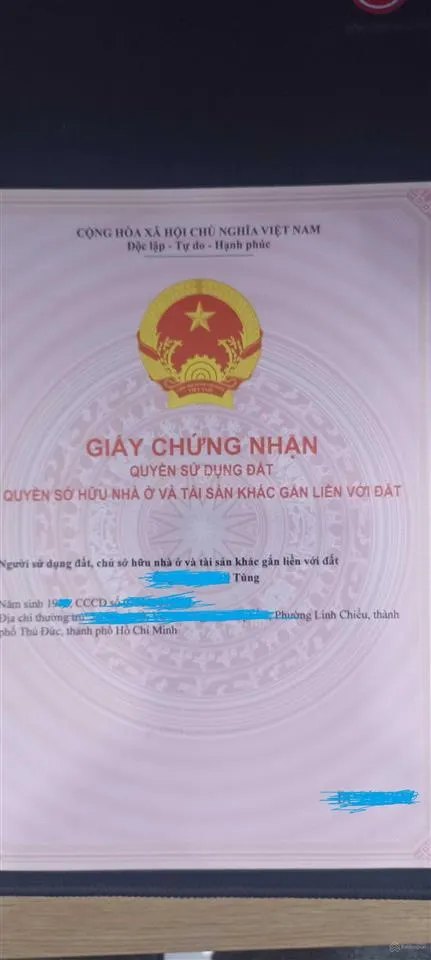 CỘNG HÒA XÃ HỘI CHỦ NGHĨA VIỆT NAM
Độc lập - Tự do - Hạnh phúc
GIẤY CHỨNG NHẬN
QUYỀN SỬ DỤNG ĐẤT
QUYỀN SỞ HỮU NHÀ Ở VÀ TÀI SẢN KHÁC GẮN LIỀN VỚI ĐẤT
Người sử dụng đất, chủ sở hữu nhà ở và tài sản khác gắn liền với đất
Tùng
Năm sinh 19 , CCCD số
Địa chỉ thường trú Phường Linh Chiểu, thành
phố Thủ Đức, thành phố Hồ Chí Minh